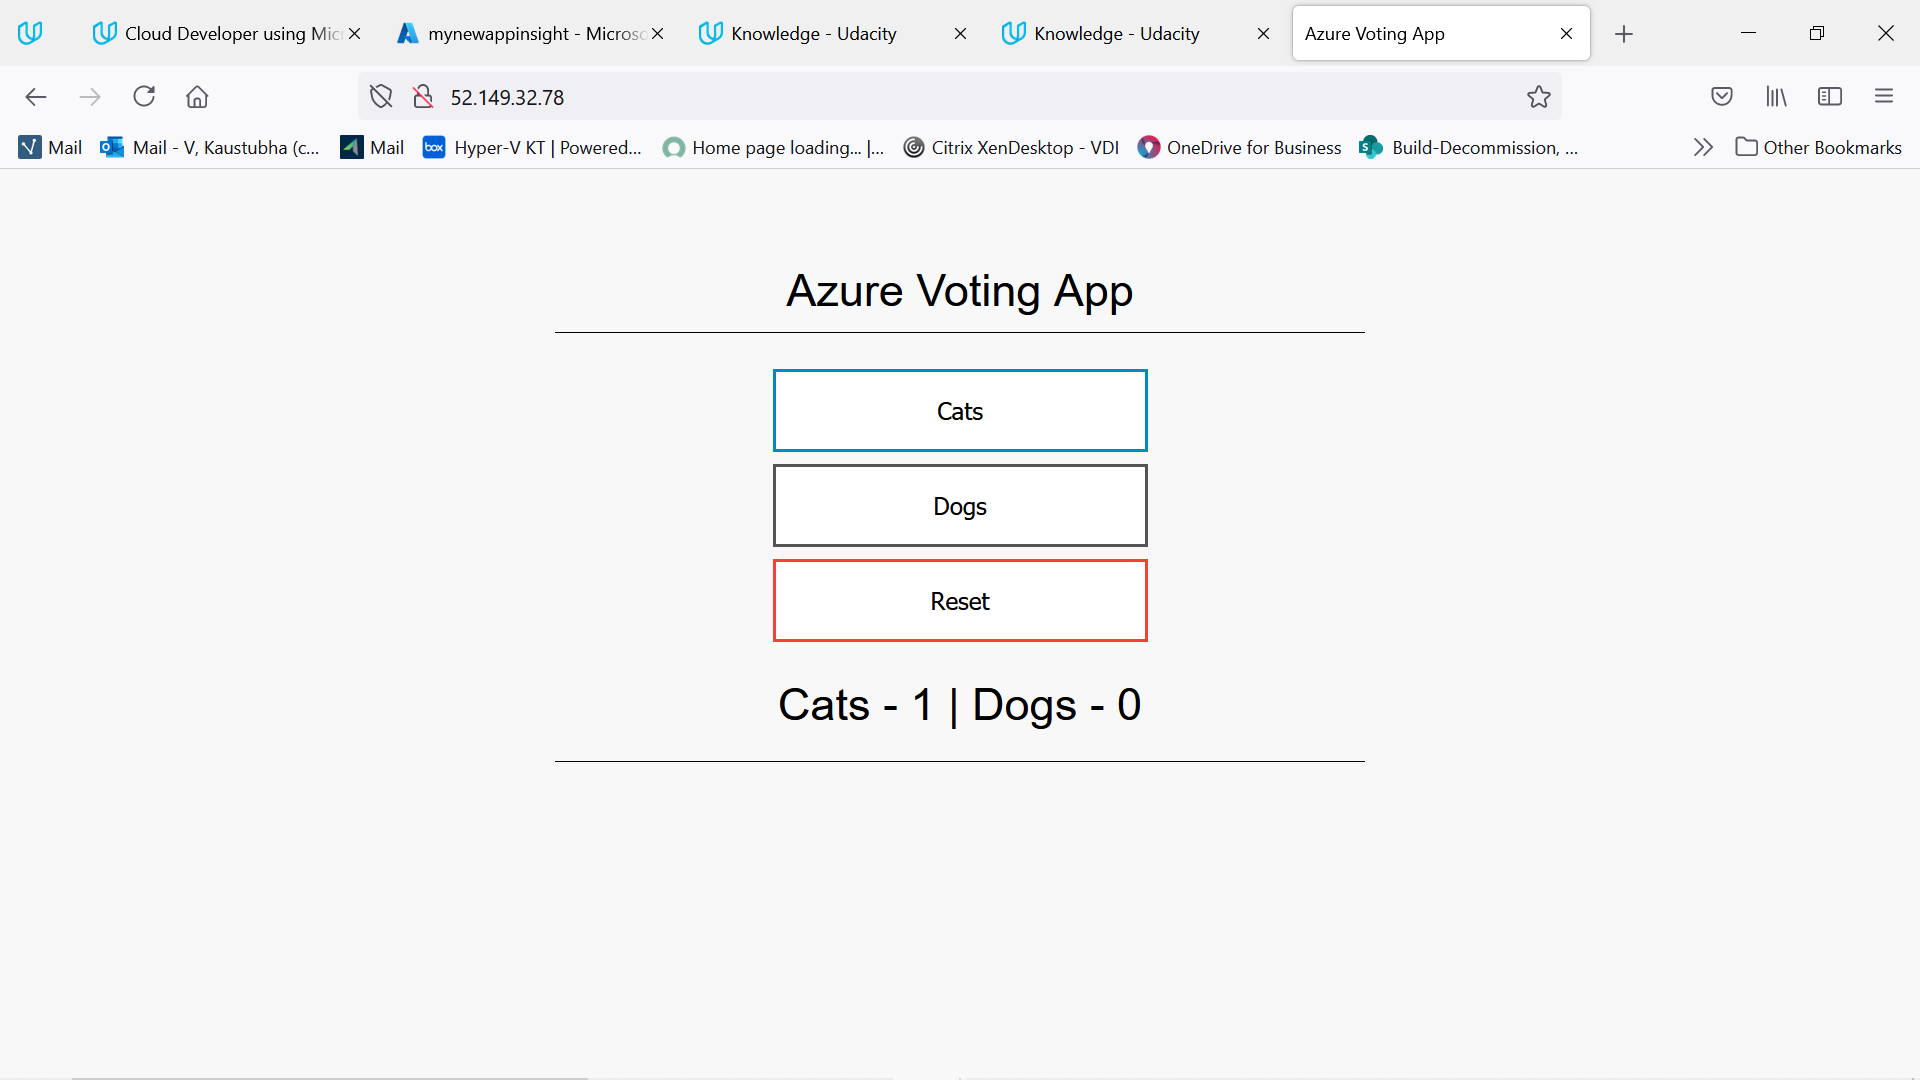 Cloud Developer using Mic
mynewappinsight - Microso
Knowledge - Udacity
Knowledge - Udacity
Azure Voting App
52.149.32.78
Mail
Mail - V, Kaustubha (c...
Mail
box
Hyper-V KT | Powered...
Home page loading... |...
Citrix XenDesktop - VDI
OneDrive for Business
Build-Decommission, ...
Other Bookmarks
Azure Voting App
Cats
Dogs
Reset
Cats - 1 | Dogs - 0